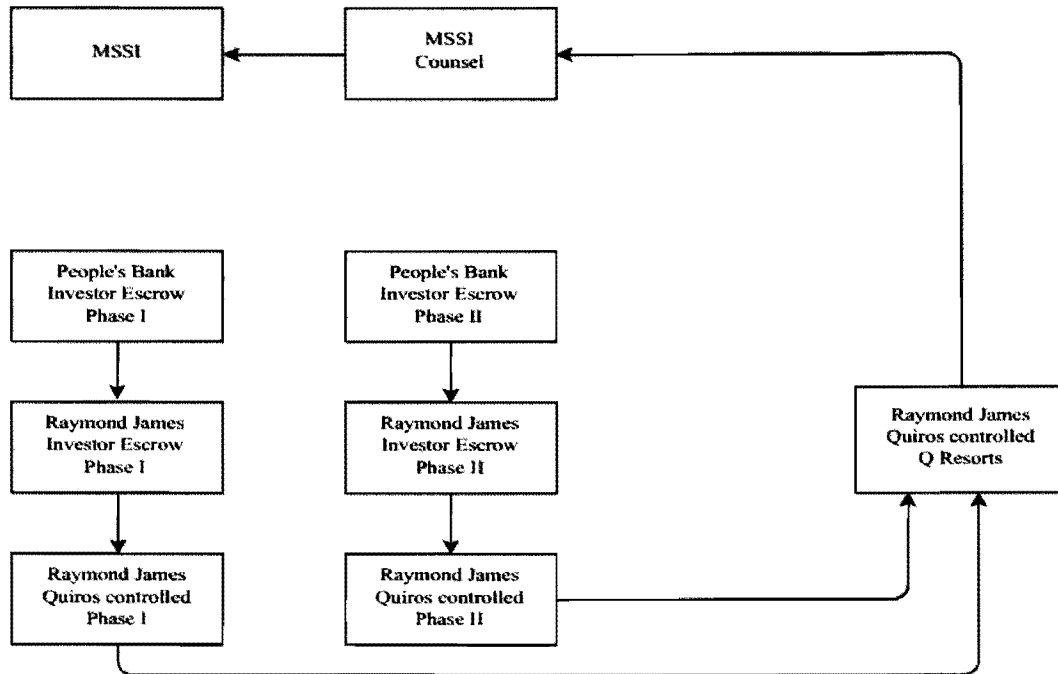 MSSI
MSSI
Counsel
People's Bank
Investor Escrow
Phase I
People's Bank
Investor Escrow
Phase II
Raymond James
Investor Escrow
Phase I
Raymond James
Investor Escrow
Phase II
Raymond James
Quiros controlled
Q Resorts
Raymond James
Quiros controlled
Phase I
Raymond James
Quiros controlled
Phase II